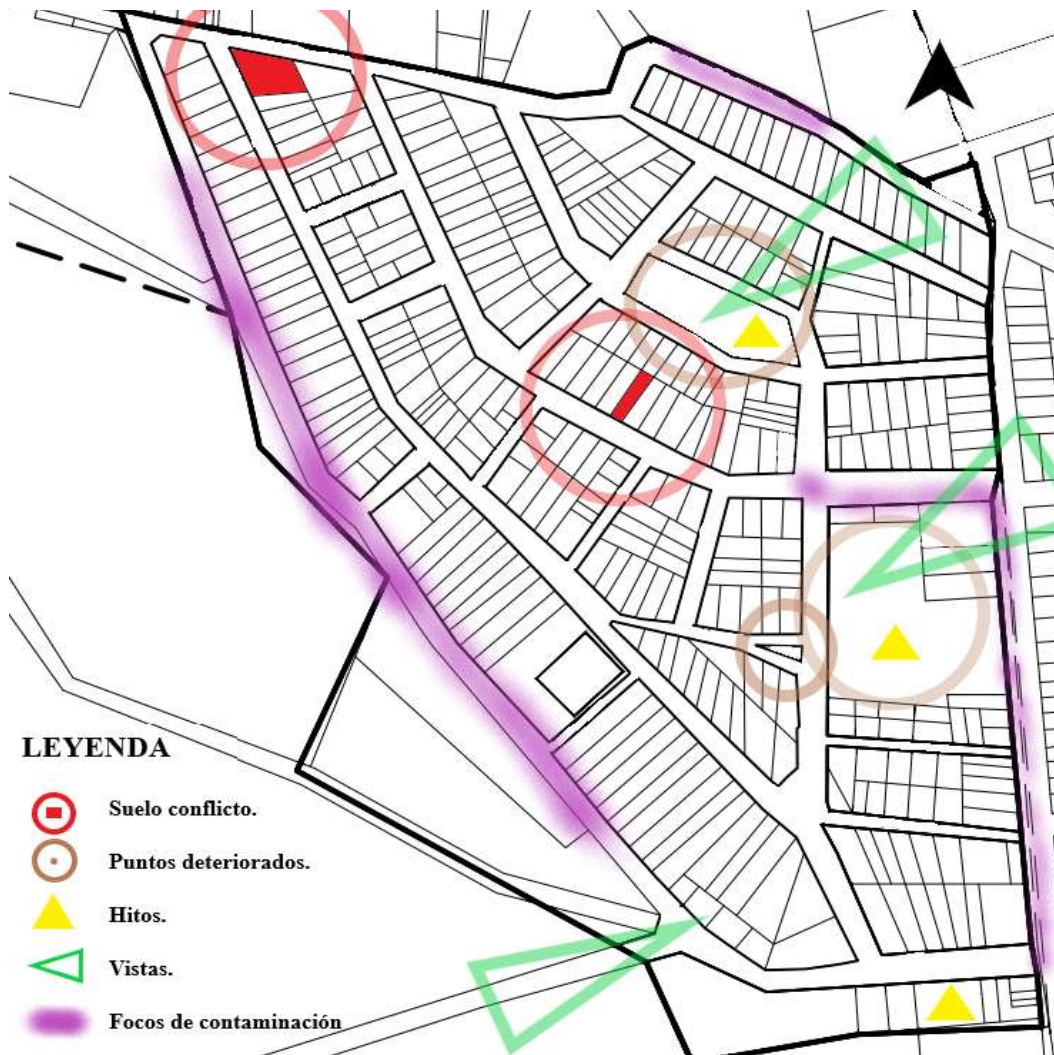 LEYENDA
Suelo conflicto.
Puntos deteriorados.
Hitos.
Vistas.
Focos de contaminación